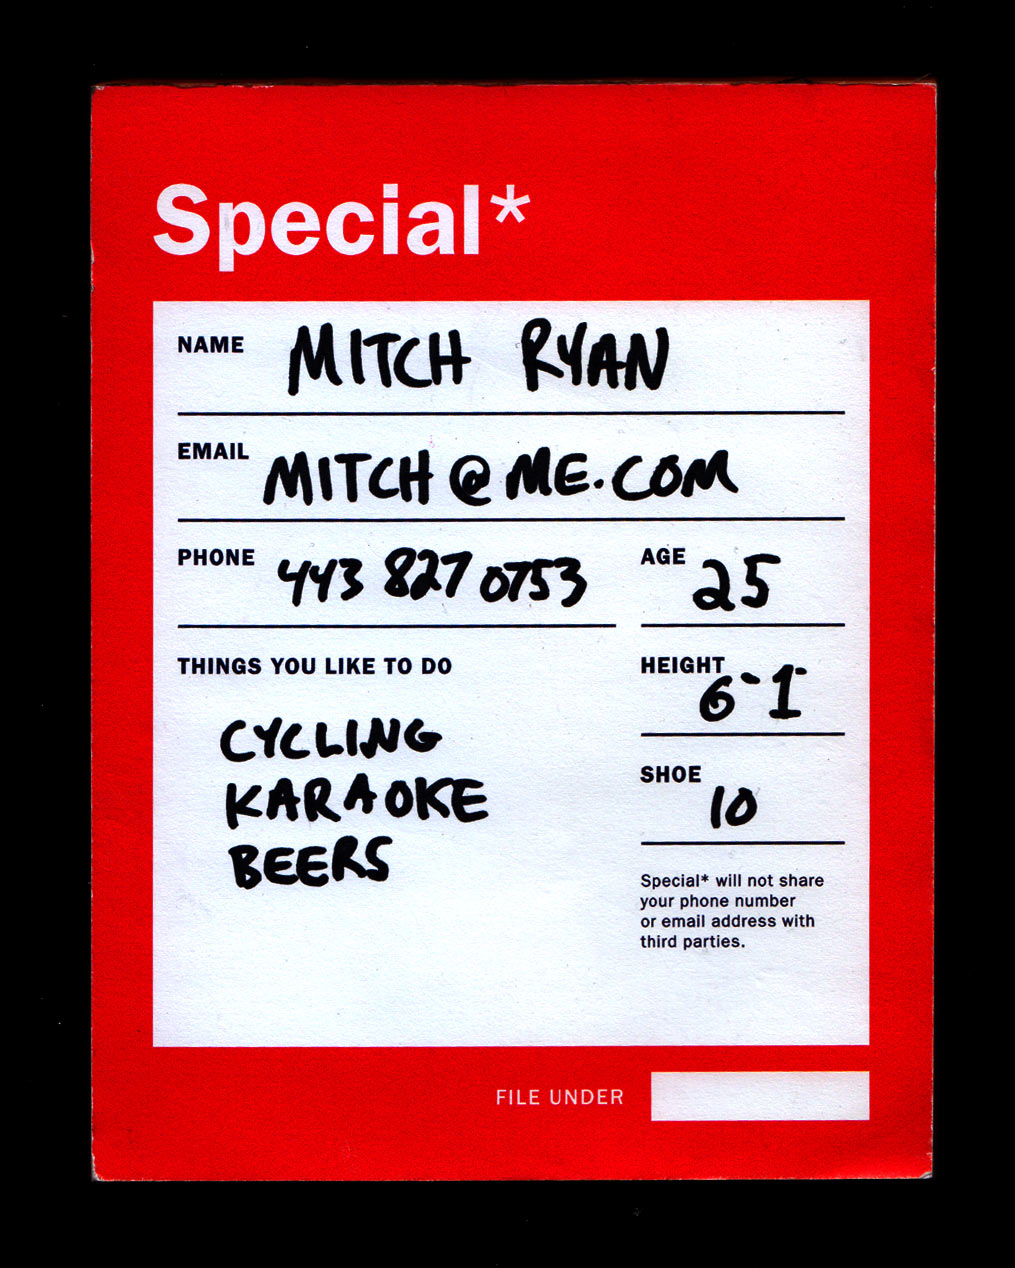 Special*
NAME MITCH RYAN
EMAIL MITCH@ME.COM
PHONE 443 827 0753
AGE 25
THINGS YOU LIKE TO DO
CYCLING
KARAOKE
BEERS
HEIGHT 6-1
SHOE 10
Special* will not share
your phone number
or email address with
third parties.
FILE UNDER